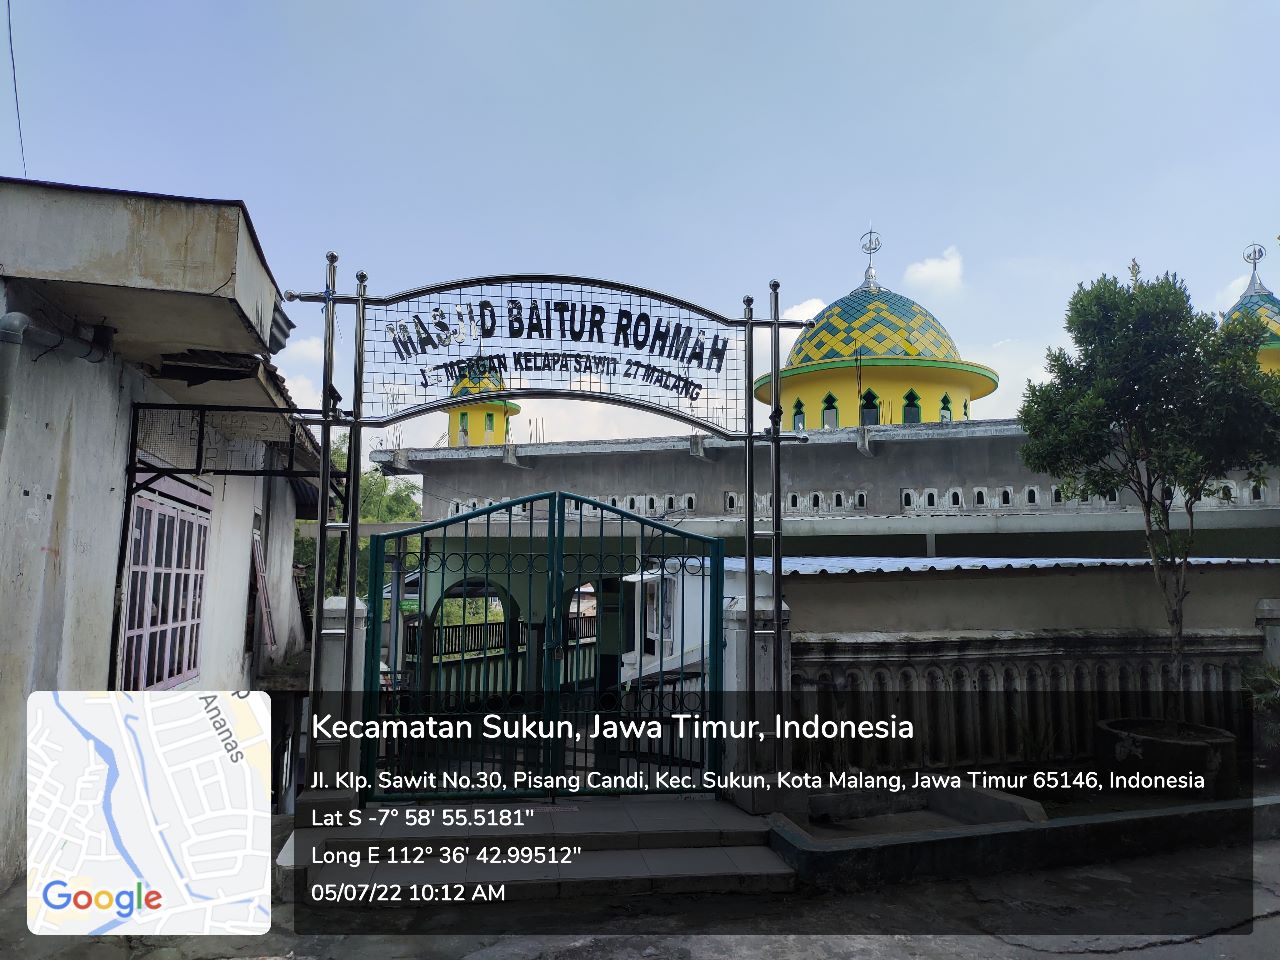 MASJID BAITUR ROHMAH
MERGAN KELAPA SAWIT 27 MALANG
Ananas
Google
Kecamatan Sukun, Jawa Timur, Indonesia
Jl. Klp. Sawit No.30, Pisang Candi, Kec. Sukun, Kota Malang, Jawa Timur 65146, Indonesia
Lat S -7° 58' 55.5181"
Long E 112° 36' 42.99512"
05/07/22 10:12 AM